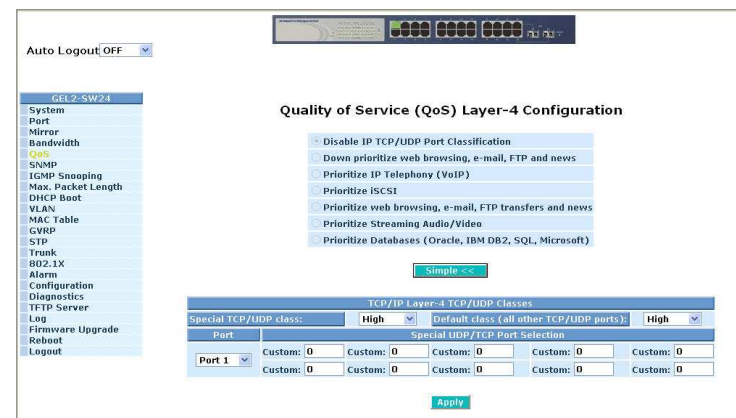 Auto Logout OFF
GEL2-SW24
System
Port
Mirror
Bandwidth
QoS
SNMP
IGMP Snooping
Max. Packet Length
DHCP Boot
VLAN
MAC Table
GVRP
STP
Trunk
802.1X
Alarm
Configuration
Diagnostics
TFTP Server
Log
Firmware Upgrade
Reboot
Logout
Quality of Service (QoS) Layer-4 Configuration
Disable IP TCP/UDP Port Classification
Down prioritize web browsing, e-mail, FTP and news
Prioritize IP Telephony (VoIP)
Prioritize iSCSI
Prioritize web browsing, e-mail, FTP transfers and news
Prioritize Streaming Audio/Video
Prioritize Databases (Oracle, IBM DB2, SQL, Microsoft)
Simple <<
TCP/IP Layer-4 TCP/UDP Classes
Special TCP/UDP class: High Default class (all other TCP/UDP ports): High
Port Special UDP/TCP Port Selection
Port 1
Custom: 0 Custom: 0 Custom: 0 Custom: 0 Custom: 0
Custom: 0 Custom: 0 Custom: 0 Custom: 0 Custom: 0
Apply